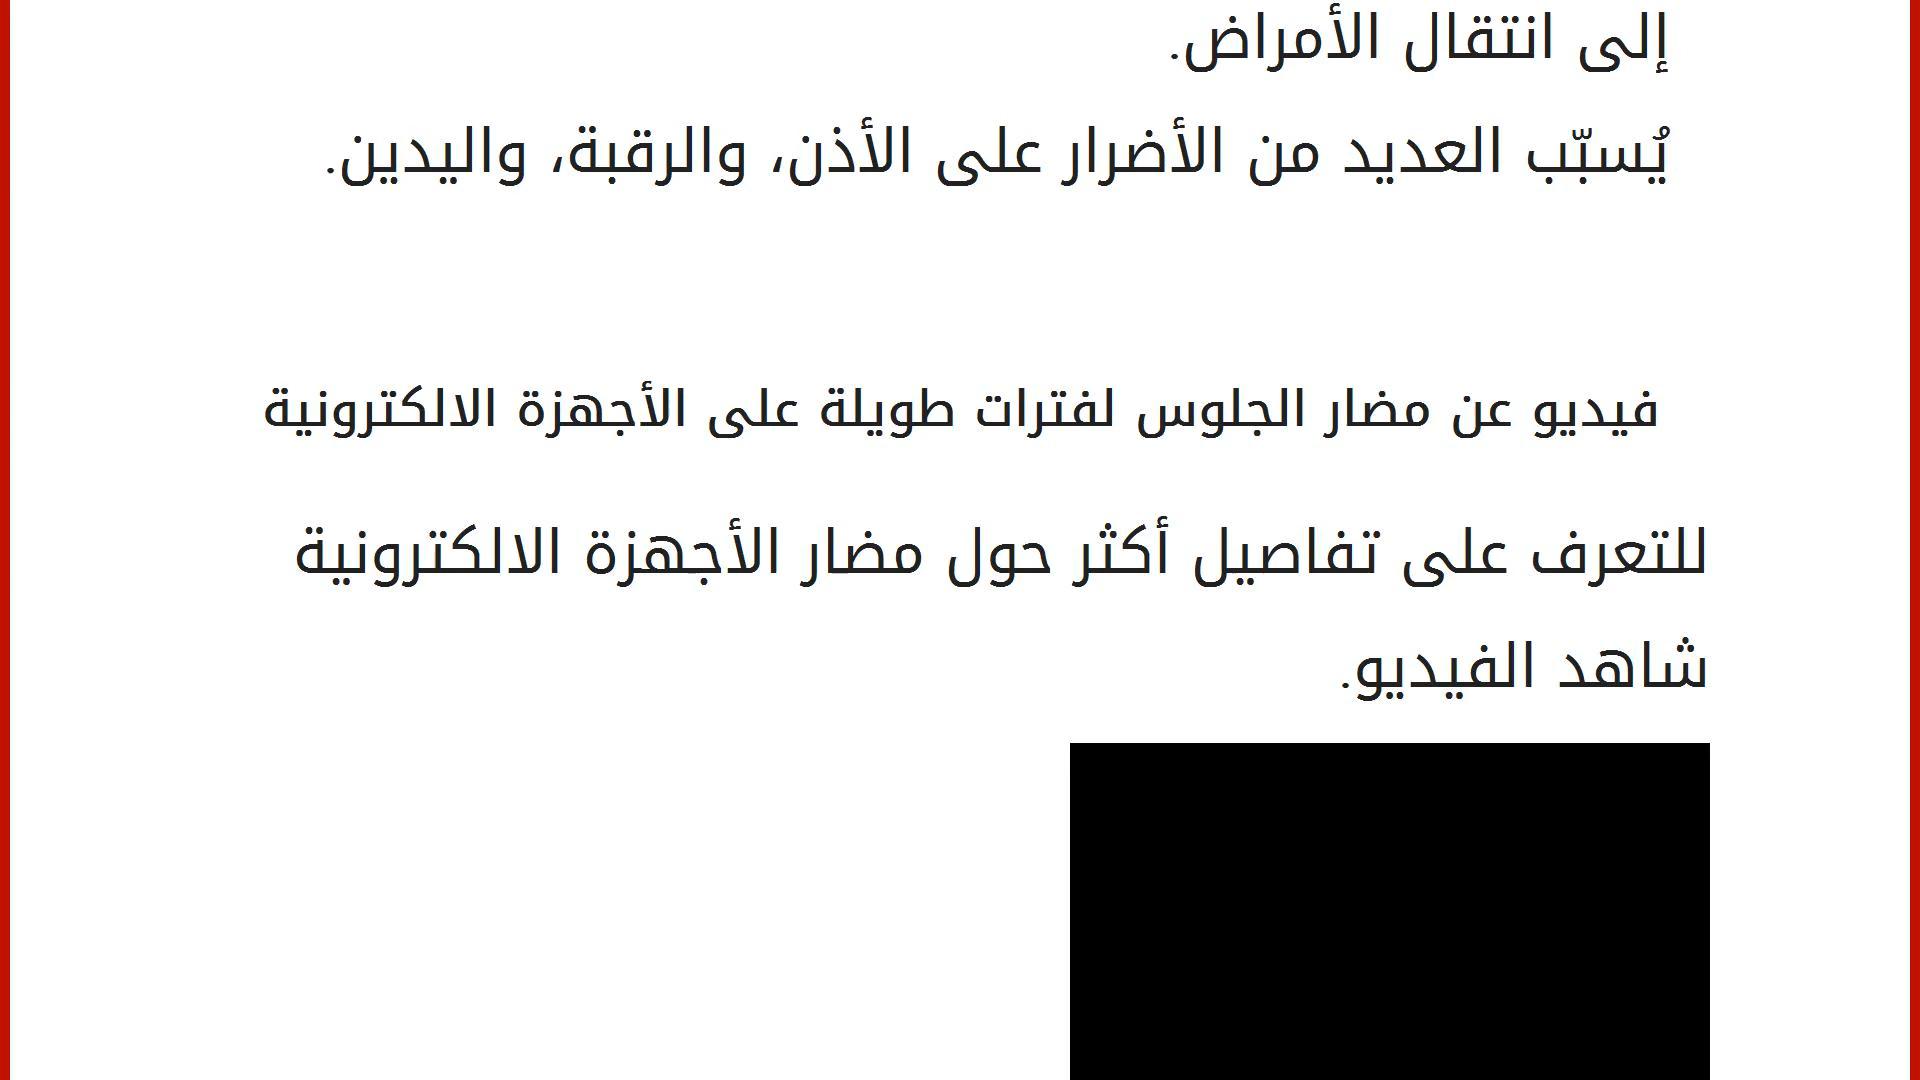 إلى انتقال الأمراض.
يُسبّب العديد من الأضرار على الأذن، والرقبة، واليدين.
فيديو عن مضار الجلوس لفترات طويلة على الأجهزة الالكترونية
للتعرف على تفاصيل أكثر حول مضار الأجهزة الالكترونية
شاهد الفيديو.